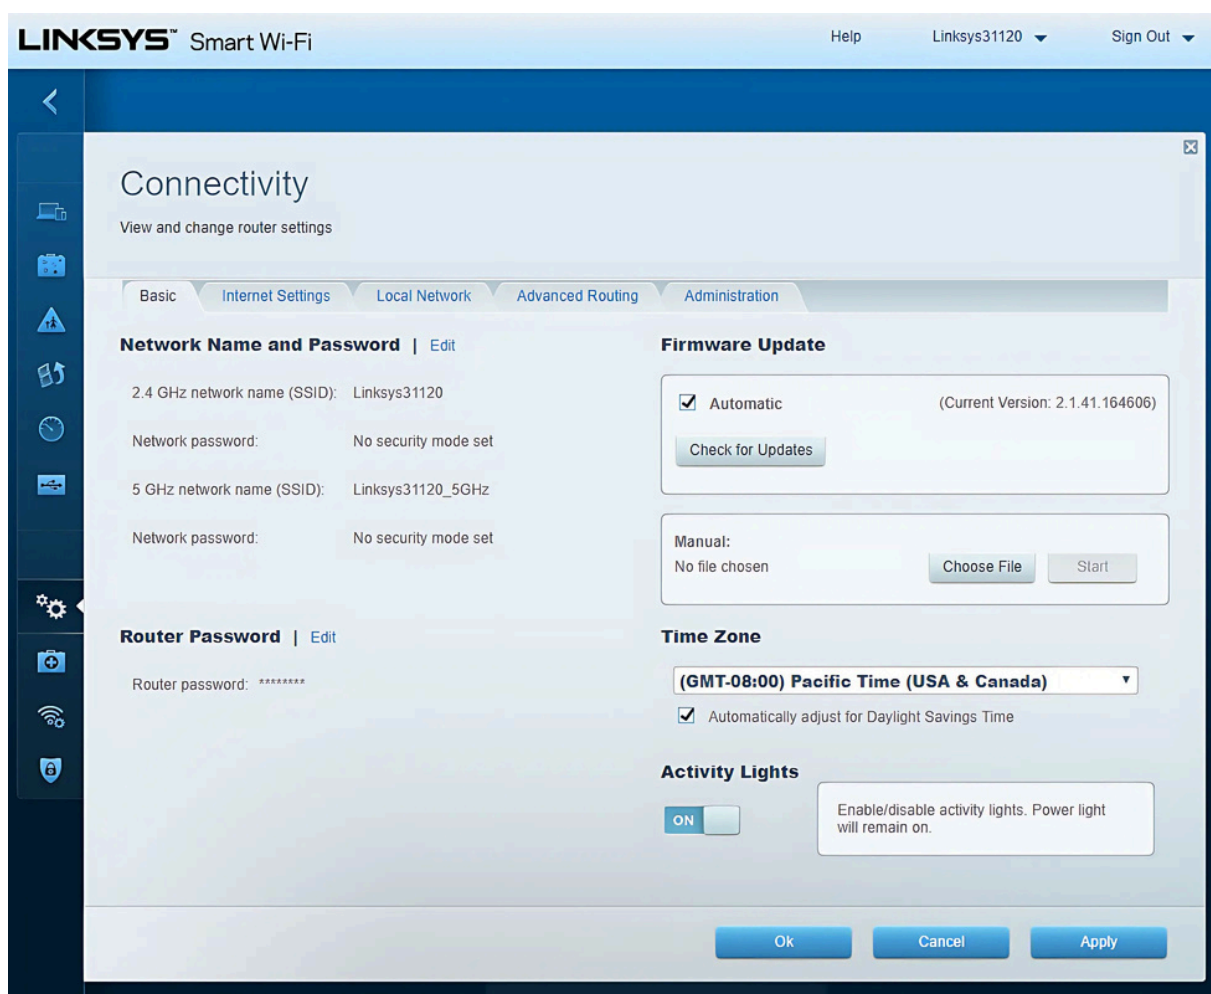 LINKSYS™ Smart Wi-Fi
Help
Linksys31120
Sign Out
Connectivity
View and change router settings
Basic
Internet Settings
Local Network
Advanced Routing
Administration
Network Name and Password | Edit
2.4 GHz network name (SSID): Linksys31120
Network password: No security mode set
5 GHz network name (SSID): Linksys31120_5GHz
Network password: No security mode set
Router Password | Edit
Router password: ********
Firmware Update
Automatic (Current Version: 2.1.41.164606)
Check for Updates
Manual:
No file chosen
Choose File
Start
Time Zone
(GMT-08:00) Pacific Time (USA & Canada)
Automatically adjust for Daylight Savings Time
Activity Lights
ON
Enable/disable activity lights. Power light
will remain on.
Ok
Cancel
Apply